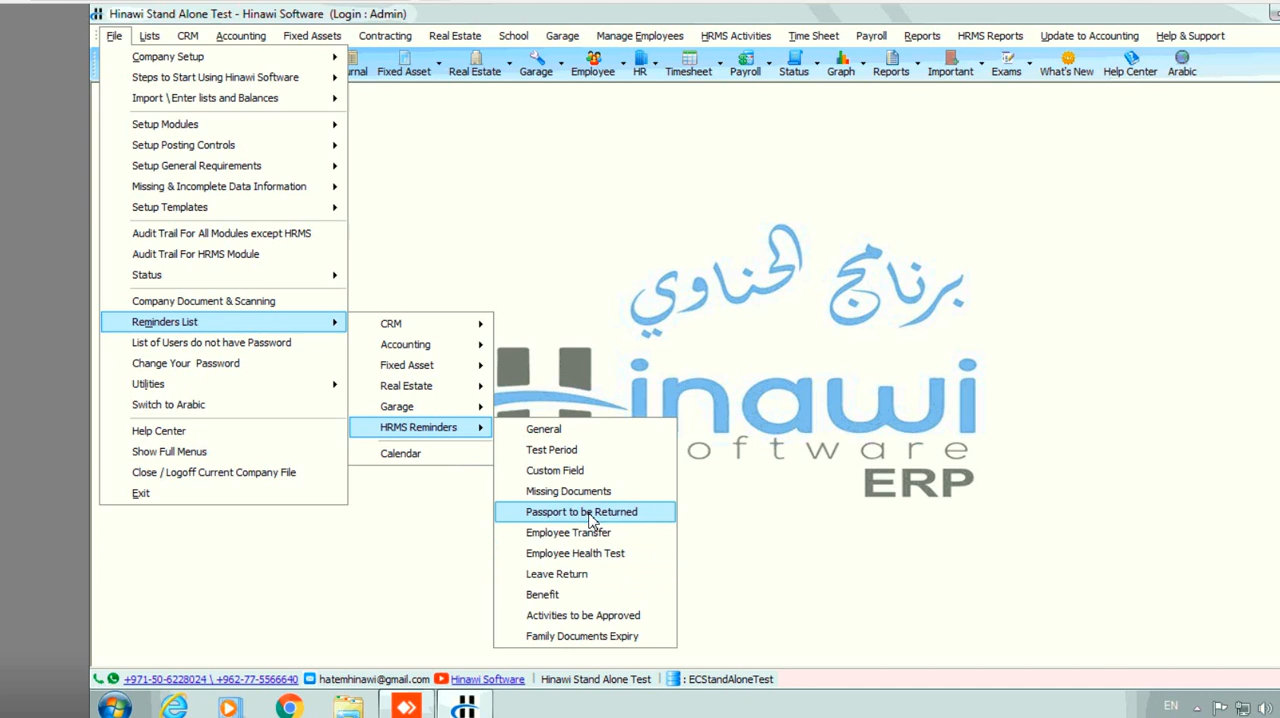 Hinawi Stand Alone Test - Hinawi Software (Login : Admin)
File Lists CRM Accounting Fixed Assets Contracting Real Estate School Garage Manage Employees HRMS Activities Time Sheet Payroll Reports HRMS Reports Update to Accounting Help & Support
Fixed Asset Real Estate Garage Employee HR Timesheet Payroll Status Graph Reports Important Exams What's New Help Center Arabic
Company Setup
Steps to Start Using Hinawi Software
Import \Enter lists and Balances
Setup Modules
Setup Posting Controls
Setup General Requirements
Missing & Incomplete Data Information
Setup Templates
Audit Trail For All Modules except HRMS
Audit Trail For HRMS Module
Status
Company Document & Scanning
Reminders List
List of Users do not have Password
Change Your Password
Utilities
Switch to Arabic
Help Center
Show Full Menus
Close / Logoff Current Company File
Exit
CRM
Accounting
Fixed Asset
Real Estate
Garage
HRMS Reminders
Calendar
General
Test Period
Custom Field
Missing Documents
Passport to be Returned
Employee Transfer
Employee Health Test
Leave Return
Benefit
Activities to be Approved
Family Documents Expiry
برنامج الحناوي
Hinawi
software
ERP
+971-50-6228024 \ +962-77-5566640 hatemhinawi@gmail.com Hinawi Software Hinawi Stand Alone Test : ECStandAloneTest
EN